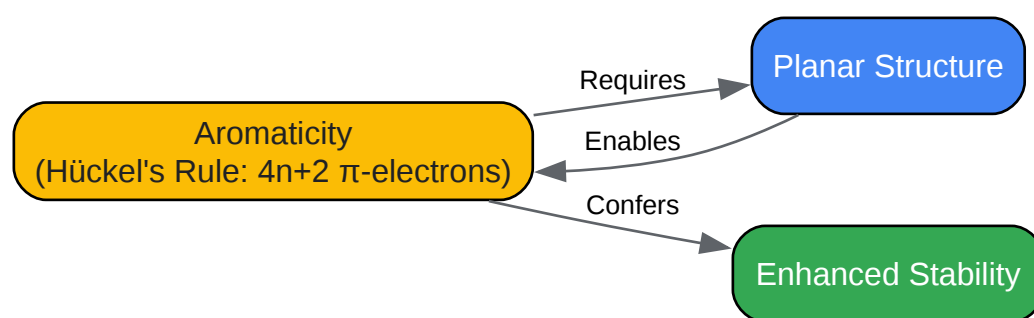 Planar Structure
Requires
Aromaticity
Enables
(Hückel's Rule: 4n+2 π-electrons)
Confers
Enhanced Stability